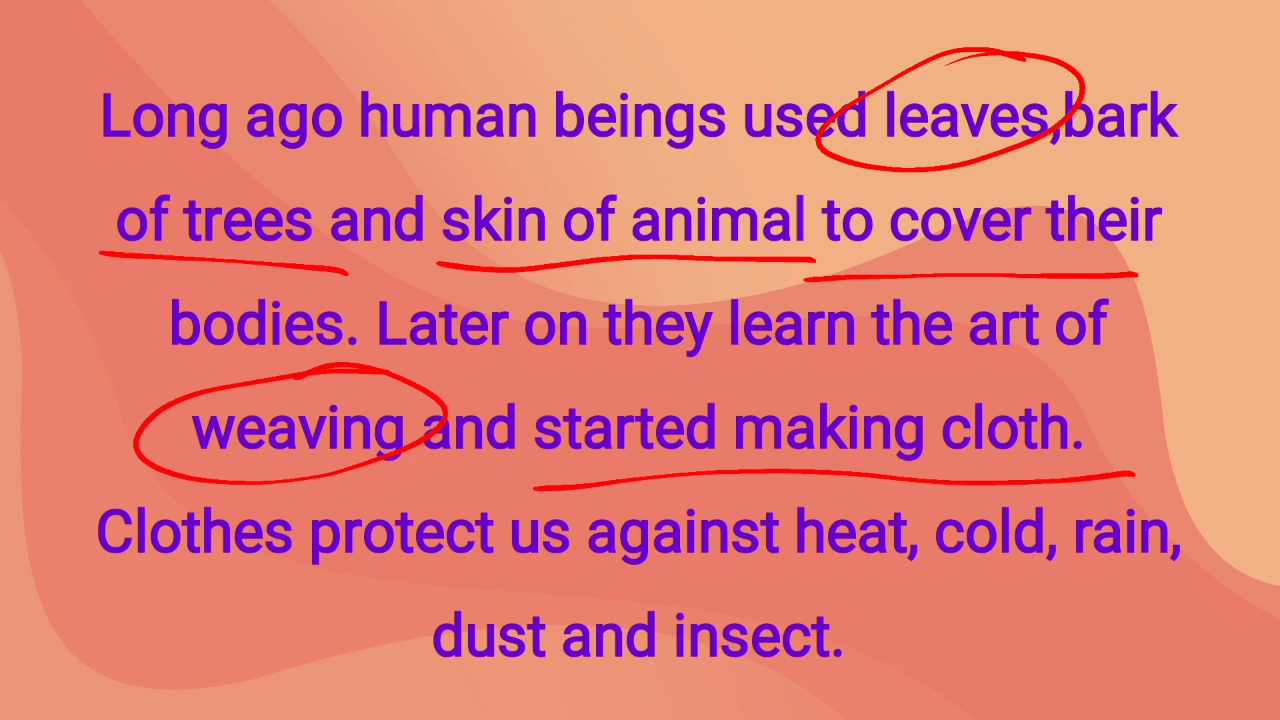 Long ago human beings used leaves,bark
of trees and skin of animal to cover their
bodies. Later on they learn the art of
weaving and started making cloth.
Clothes protect us against heat, cold, rain,
dust and insect.